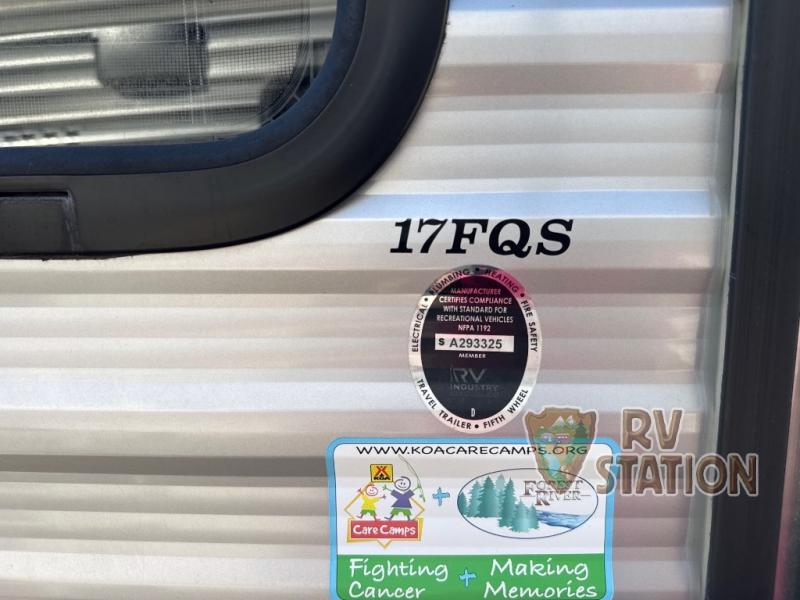 17FQS
ELECTRICAL • PLUMBING • HEATING • FIRE SAFETY
MANUFACTURER
CERTIFIES COMPLIANCE
WITH STANDARD FOR
RECREATIONAL VEHICLES
NFPA 1192
S A293325
MEMBER
RV
INDUSTRY
D
TRAVEL TRAILER • FIFTH WHEEL
RV
STATION
WWW.KOACARECAMPS.ORG
KOA
Care Camps
+
FOREST
RIVER
Fighting + Making
Cancer Memories